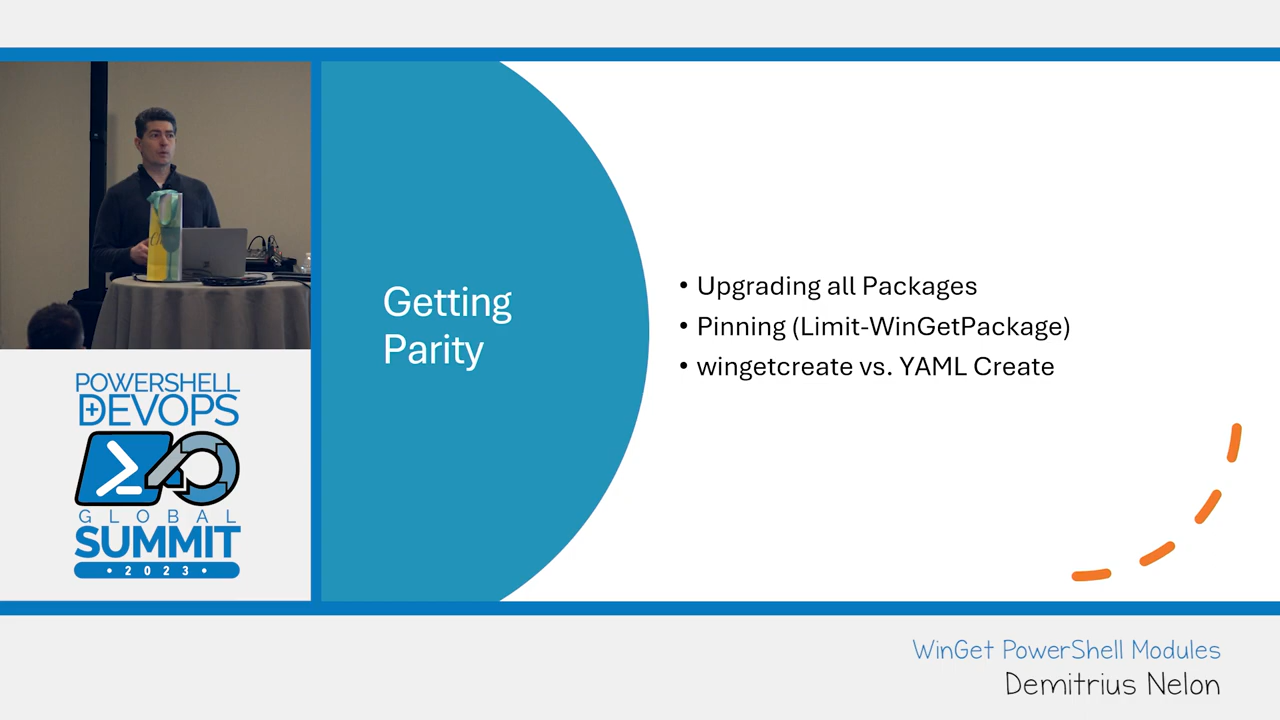 POWERSHELL
+DEVOPS
GLOBAL
SUMMIT
• 2023 •
Getting
Parity
• Upgrading all Packages
• Pinning (Limit-WinGetPackage)
• wingetcreate vs. YAML Create
WinGet PowerShell Modules
Demitrius Nelon